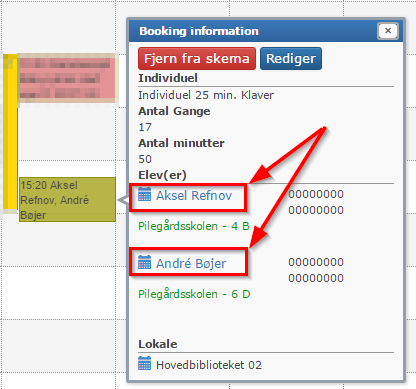 Booking information
×
Fjern fra skema Rediger
Individuel
Individuel 25 min. Klaver
Antal Gange
17
Antal minutter
50
Elev(er)
Aksel Refnov 00000000
00000000
Pilegårdsskolen - 4 B
André Bøjer 00000000
00000000
Pilegårdsskolen - 6 D
Lokale
Hovedbiblioteket 02
15:20 Aksel
Refnov, André
Bøjer